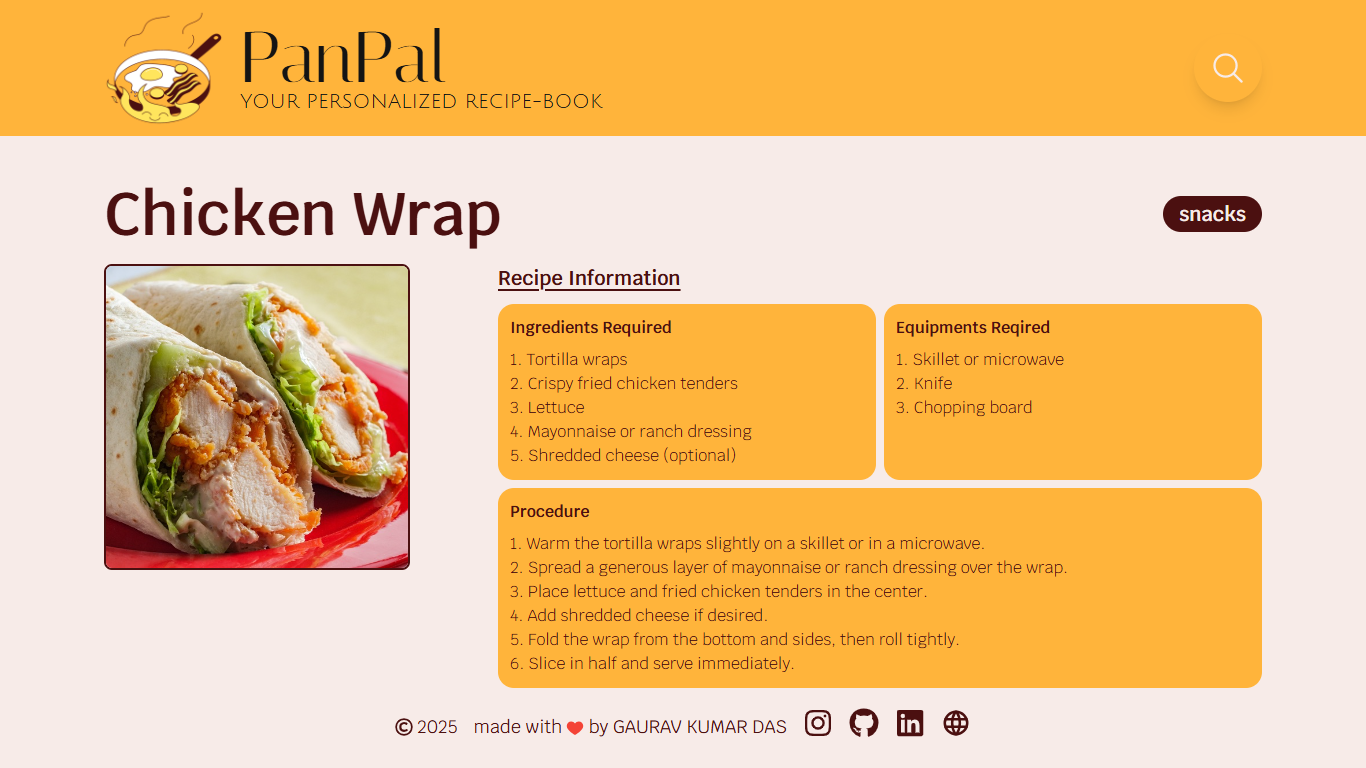 PanPal
YOUR PERSONALIZED RECIPE-BOOK
Chicken Wrap
snacks
Recipe Information
Ingredients Required
1. Tortilla wraps
2. Crispy fried chicken tenders
3. Lettuce
4. Mayonnaise or ranch dressing
5. Shredded cheese (optional)
Equipments Reqired
1. Skillet or microwave
2. Knife
3. Chopping board
Procedure
1. Warm the tortilla wraps slightly on a skillet or in a microwave.
2. Spread a generous layer of mayonnaise or ranch dressing over the wrap.
3. Place lettuce and fried chicken tenders in the center.
4. Add shredded cheese if desired.
5. Fold the wrap from the bottom and sides, then roll tightly.
6. Slice in half and serve immediately.
© 2025 made with ❤ by GAURAV KUMAR DAS